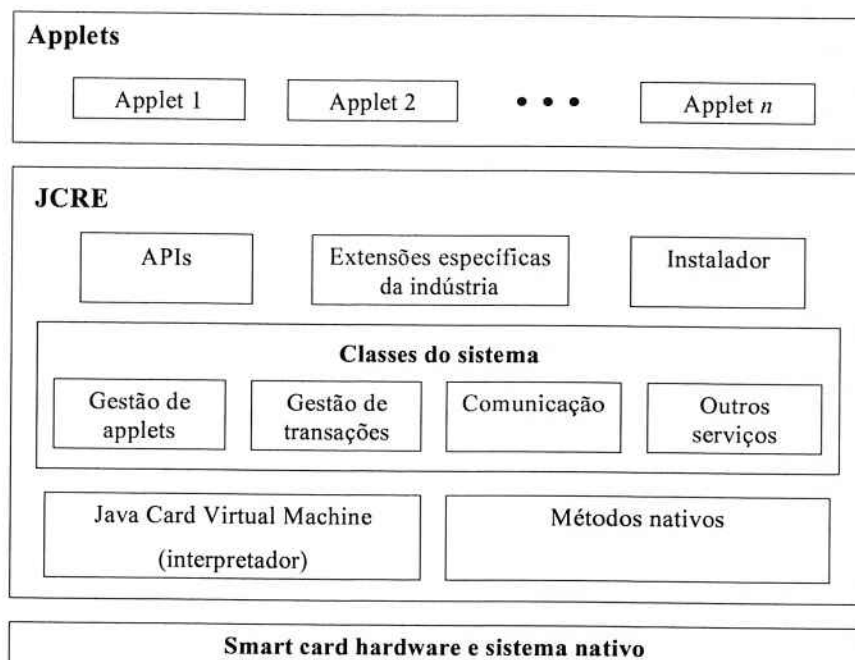 Applets
Applet 1
Applet 2
• • •
Applet n
JCRE
APIs
Extensões específicas
da indústria
Instalador
Classes do sistema
Gestão de
applets
Gestão de
transações
Comunicação
Outros
serviços
Java Card Virtual Machine
(interpretador)
Métodos nativos
Smart card hardware e sistema nativo